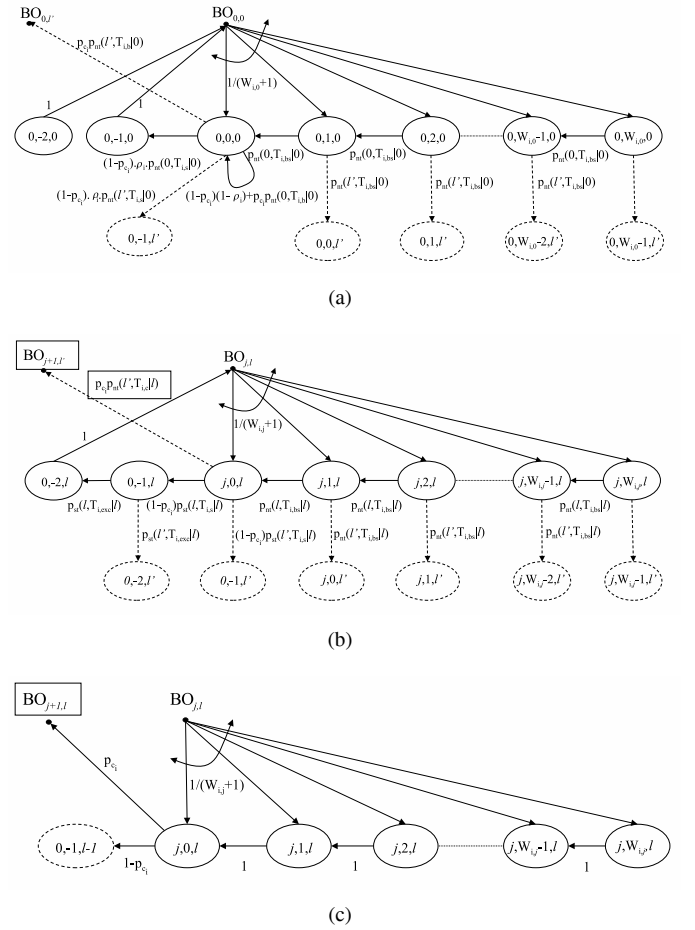 BO0,l'
BO0,0
pcipnt(l',Ti,b|0)
1/(Wi,0+1)
1
1
0,-2,0
0,-1,0
0,0,0
0,1,0
0,2,0
0,Wi,0-1,0
0,Wi,0,0
(1-pci).ρi.pnt(0,Ti,s|0)
pnt(0,Ti,bs|0)
pnt(0,Ti,bs|0)
pnt(0,Ti,bs|0)
(1-pci). ρi.pnt(l',Ti,s|0)
(1-pci)(1- ρi)+pcipnt(0,Ti,b|0)
pnt(l',Ti,bs|0)
pnt(l',Ti,bs|0)
pnt(l',Ti,bs|0)
pnt(l',Ti,bs|0)
0,-1,l'
0,0,l'
0,1,l'
0,Wi,0-2,l'
0,Wi,0-1,l'
(a)
BOj+1,l'
BOj,l
pcipnt(l',Ti,c|l)
1/(Wi,j+1)
1
0,-2,l
0,-1,l
j,0,l
j,1,l
j,2,l
j,Wi,j-1,l
j,Wi,j,l
pst(l,Ti,exc|l)
(1-pci)pst(l,Ti,s|l)
pnt(l,Ti,bs|l)
pnt(l,Ti,bs|l)
pnt(l,Ti,bs|l)
pst(l',Ti,exc|l)
(1-pci)pst(l',Ti,s|l)
pnt(l',Ti,bs|l)
pnt(l',Ti,bs|l)
pnt(l',Ti,bs|l)
pnt(l',Ti,bs|l)
0,-2,l'
0,-1,l'
j,0,l'
j,1,l'
j,Wi,j-2,l'
j,Wi,j-1,l'
(b)
BOj+1,l
BOj,l
pci
1/(Wi,j+1)
0,-1,l-1
j,0,l
j,1,l
j,2,l
j,Wi,j-1,l
j,Wi,j,l
1-pci
1
1
1
(c)